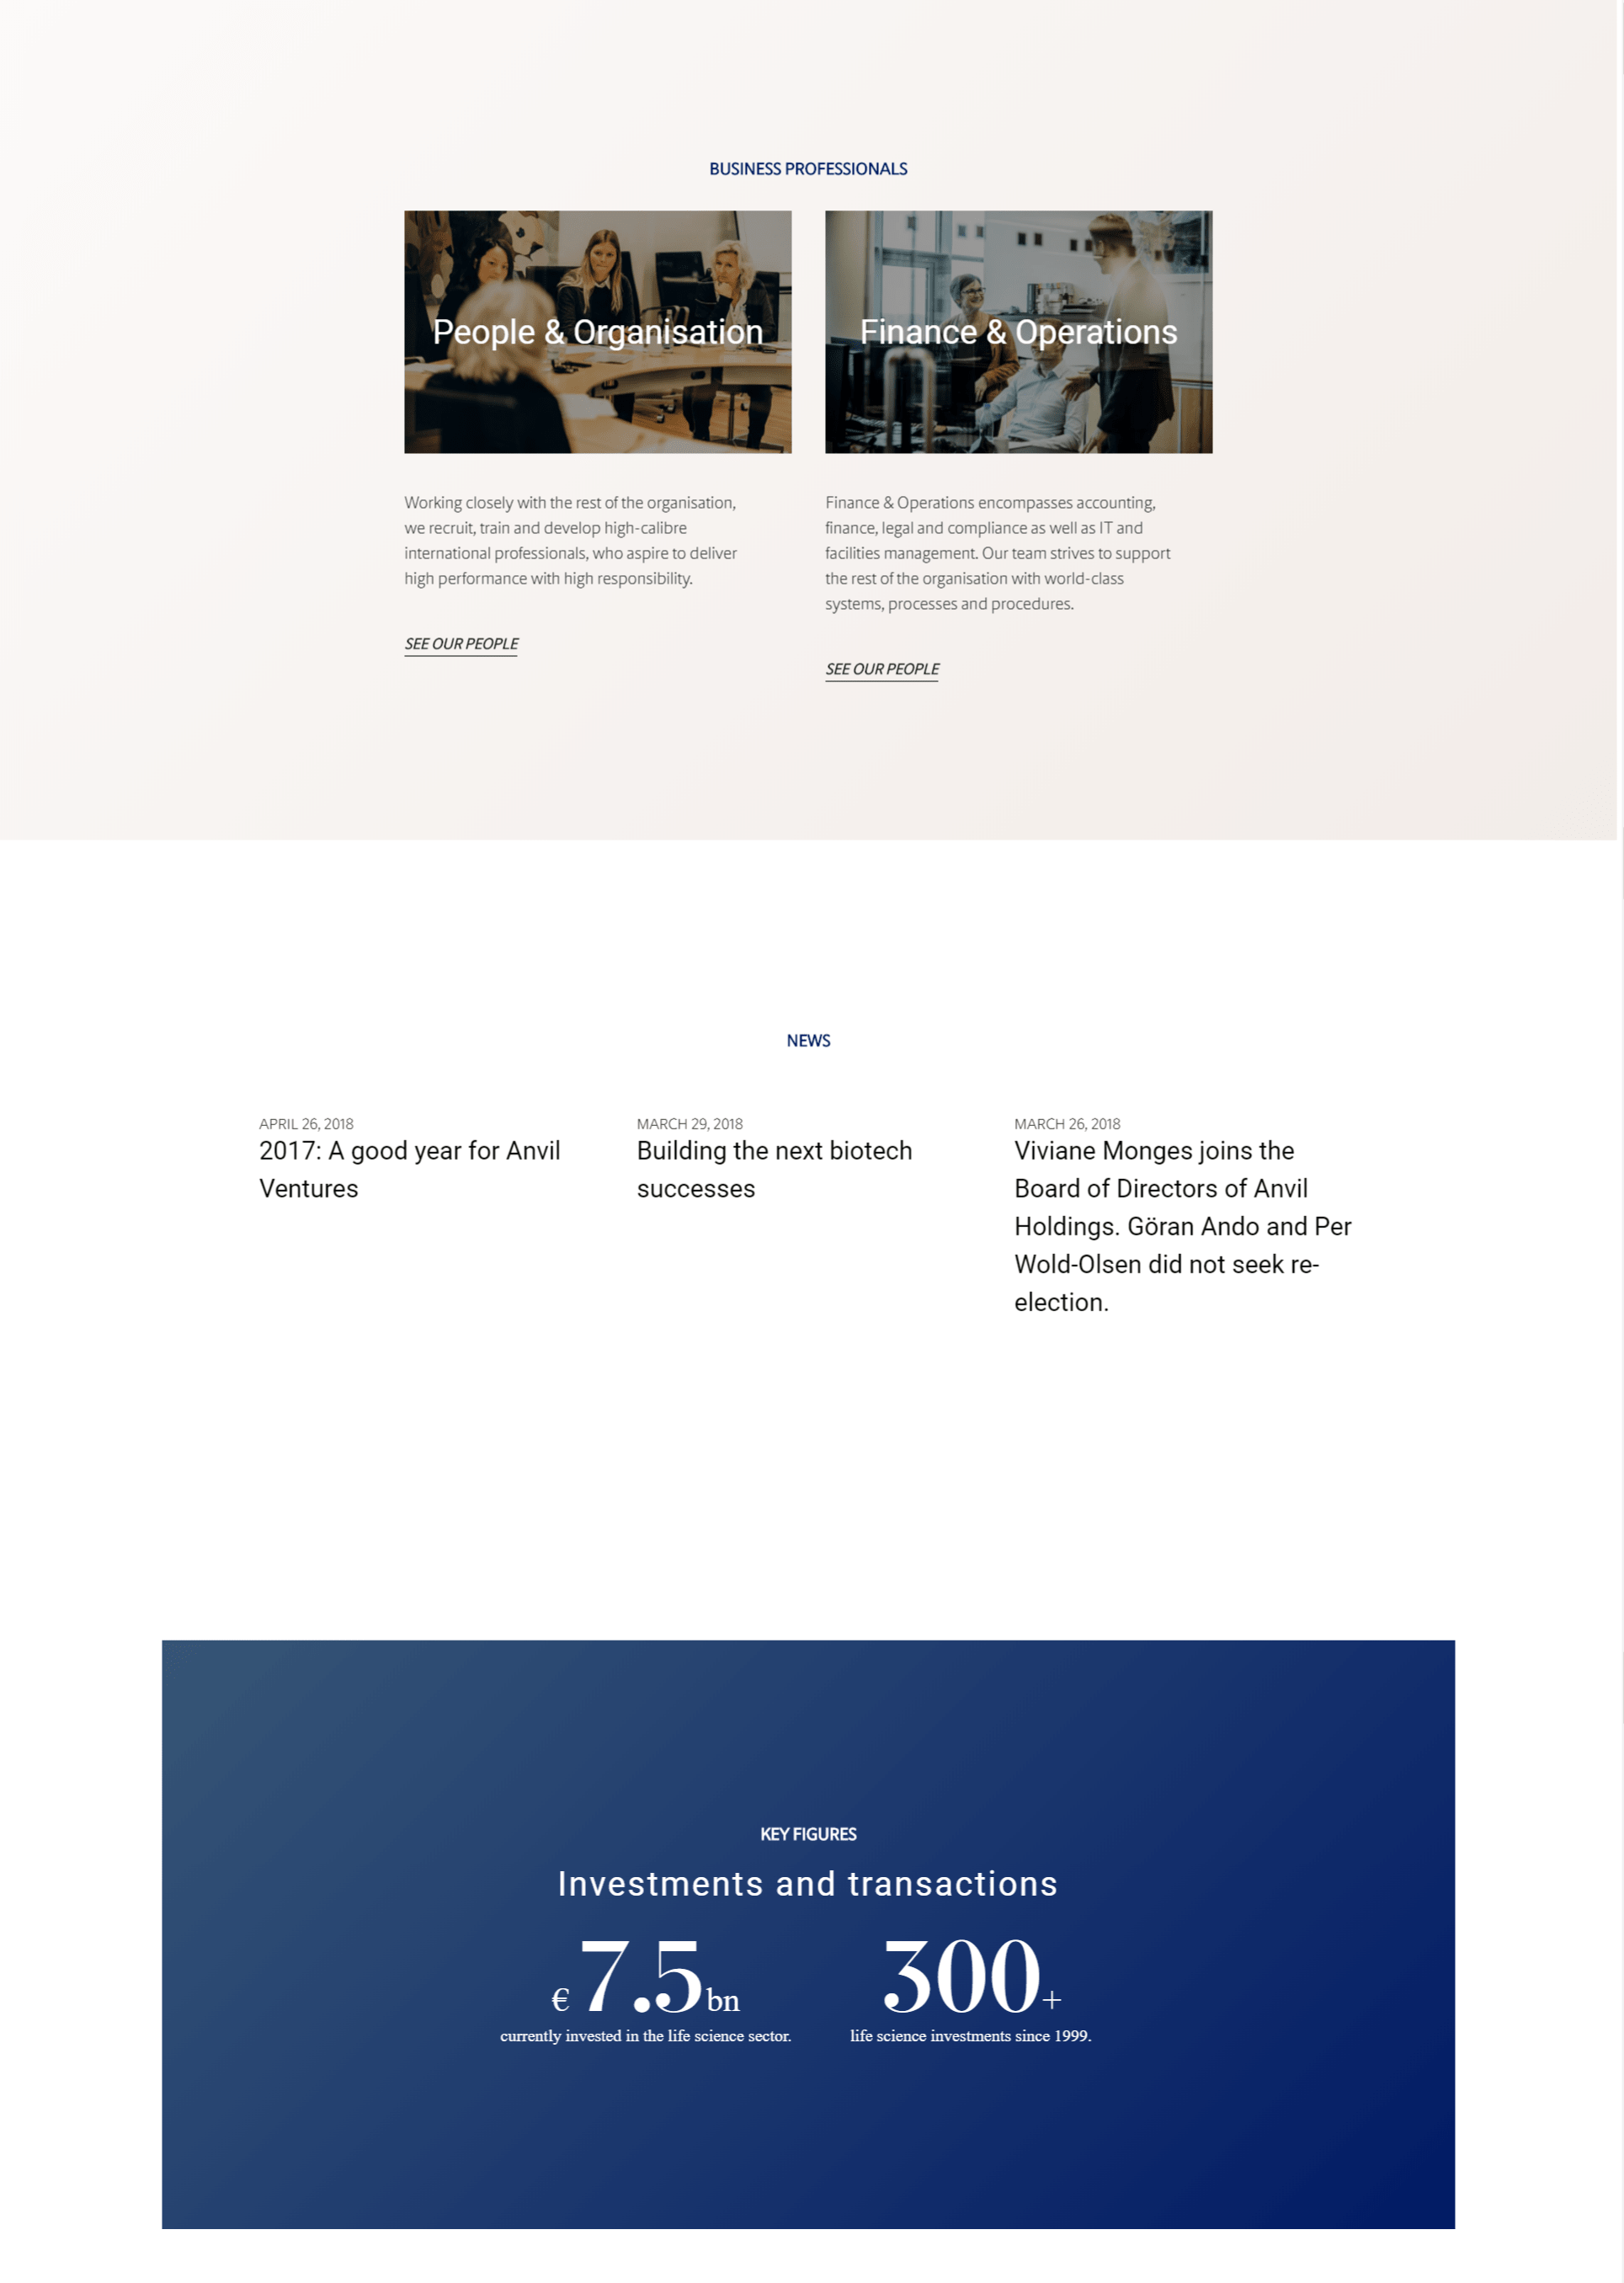 BUSINESS PROFESSIONALS
People & Organisation
Working closely with the rest of the organisation,
we recruit, train and develop high-calibre
international professionals, who aspire to deliver
high performance with high responsibility.
SEE OUR PEOPLE
Finance & Operations
Finance & Operations encompasses accounting,
finance, legal and compliance as well as IT and
facilities management. Our team strives to support
the rest of the organisation with world-class
systems, processes and procedures.
SEE OUR PEOPLE
NEWS
APRIL 26, 2018
2017: A good year for Anvil
Ventures
MARCH 29, 2018
Building the next biotech
successes
MARCH 26, 2018
Viviane Monges joins the
Board of Directors of Anvil
Holdings. Göran Ando and Per
Wold-Olsen did not seek re-
election.
KEY FIGURES
Investments and transactions
€ 7.5 bn
currently invested in the life science sector.
300+
life science investments since 1999.